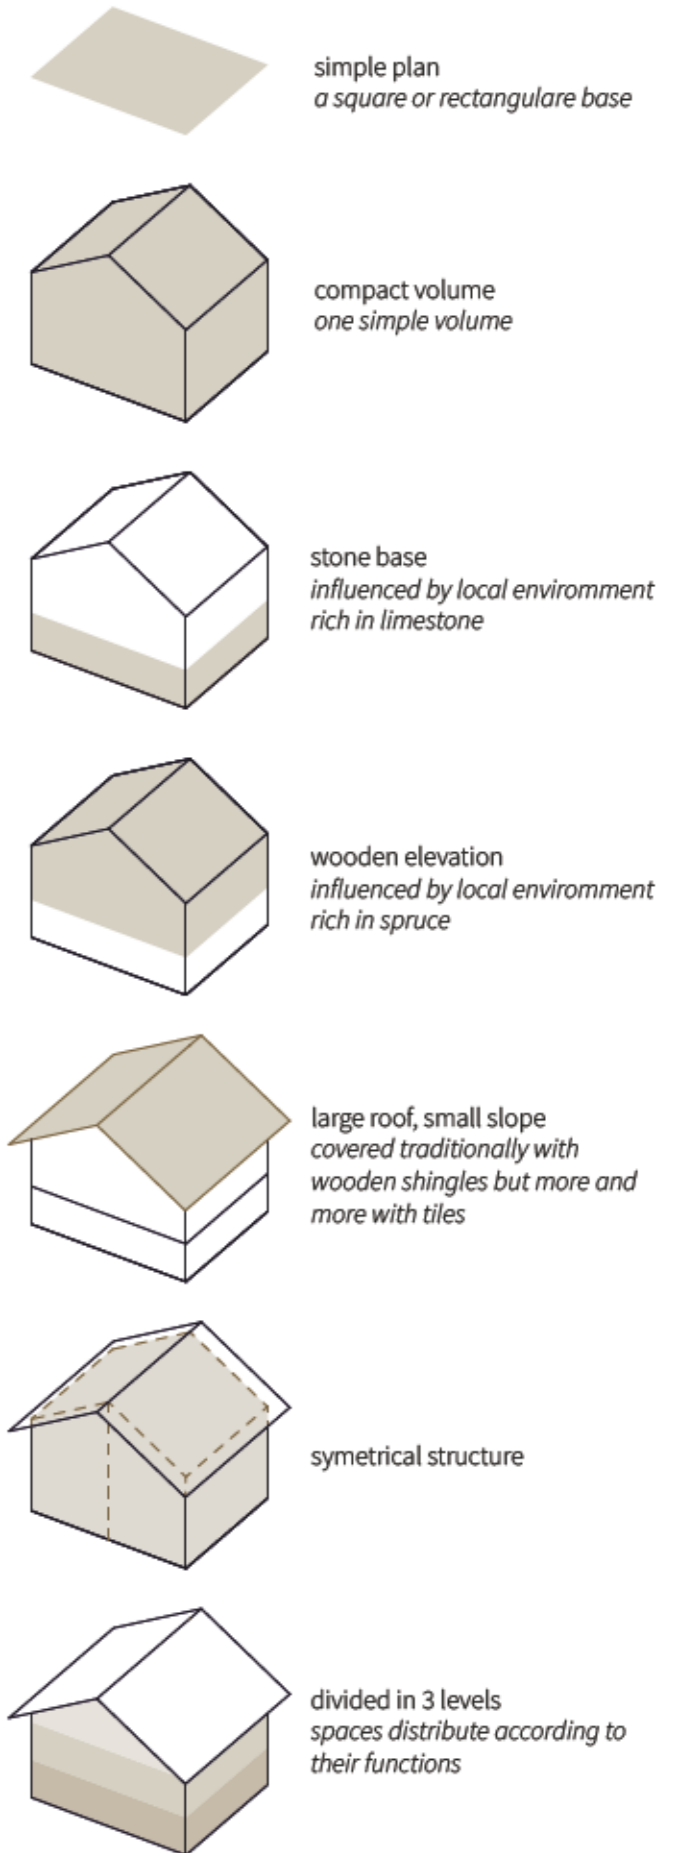 simple plan
a square or rectangulare base
compact volume
one simple volume
stone base
influenced by local enviromment
rich in limestone
wooden elevation
influenced by local enviromment
rich in spruce
large roof, small slope
covered traditionally with
wooden shingles but more and
more with tiles
symetrical structure
divided in 3 levels
spaces distribute according to
their functions